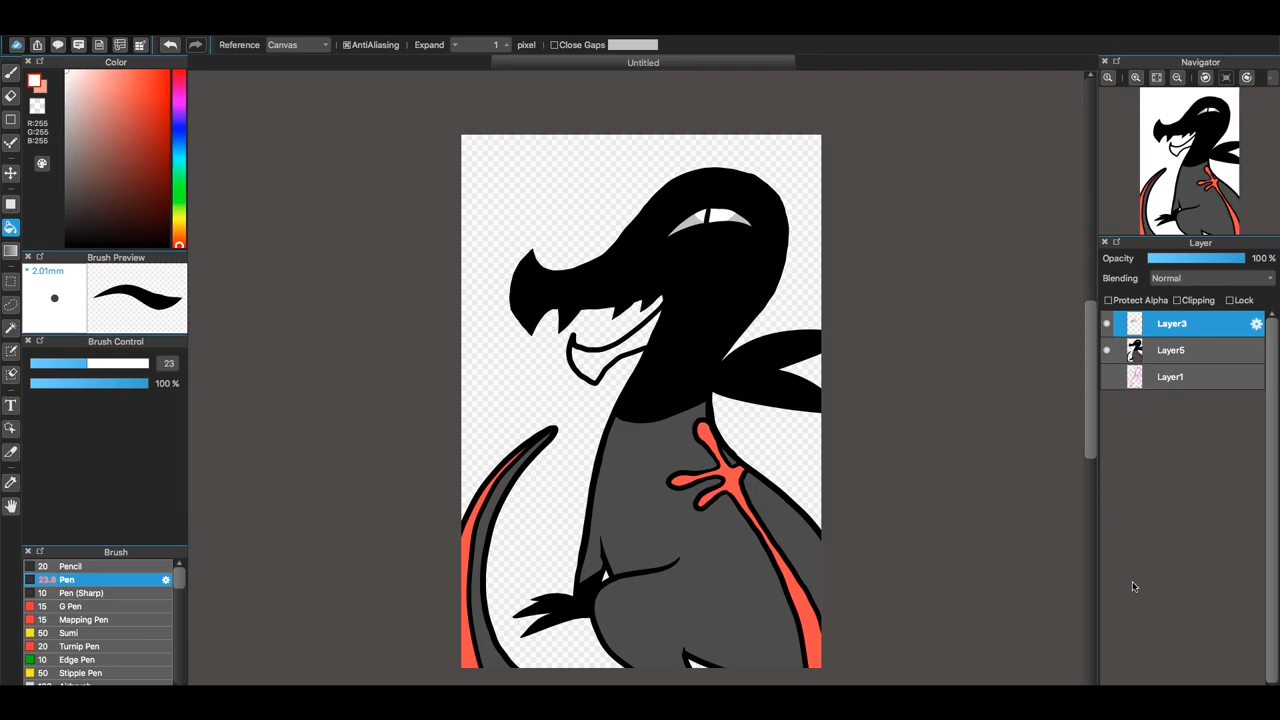 Reference Canvas AntiAliasing Expand 1 pixel Close Gaps
Color
Untitled
Navigator
R:255
G:255
B:255
Brush Preview
* 2.01mm
Brush Control
23
100 %
T
Layer
Opacity 100 %
Blending Normal
Protect Alpha Clipping Lock
Layer3
Layer5
Layer1
Brush
20 Pencil
23.8 Pen
10 Pen (Sharp)
15 G Pen
15 Mapping Pen
50 Sumi
20 Turnip Pen
10 Edge Pen
50 Stipple Pen